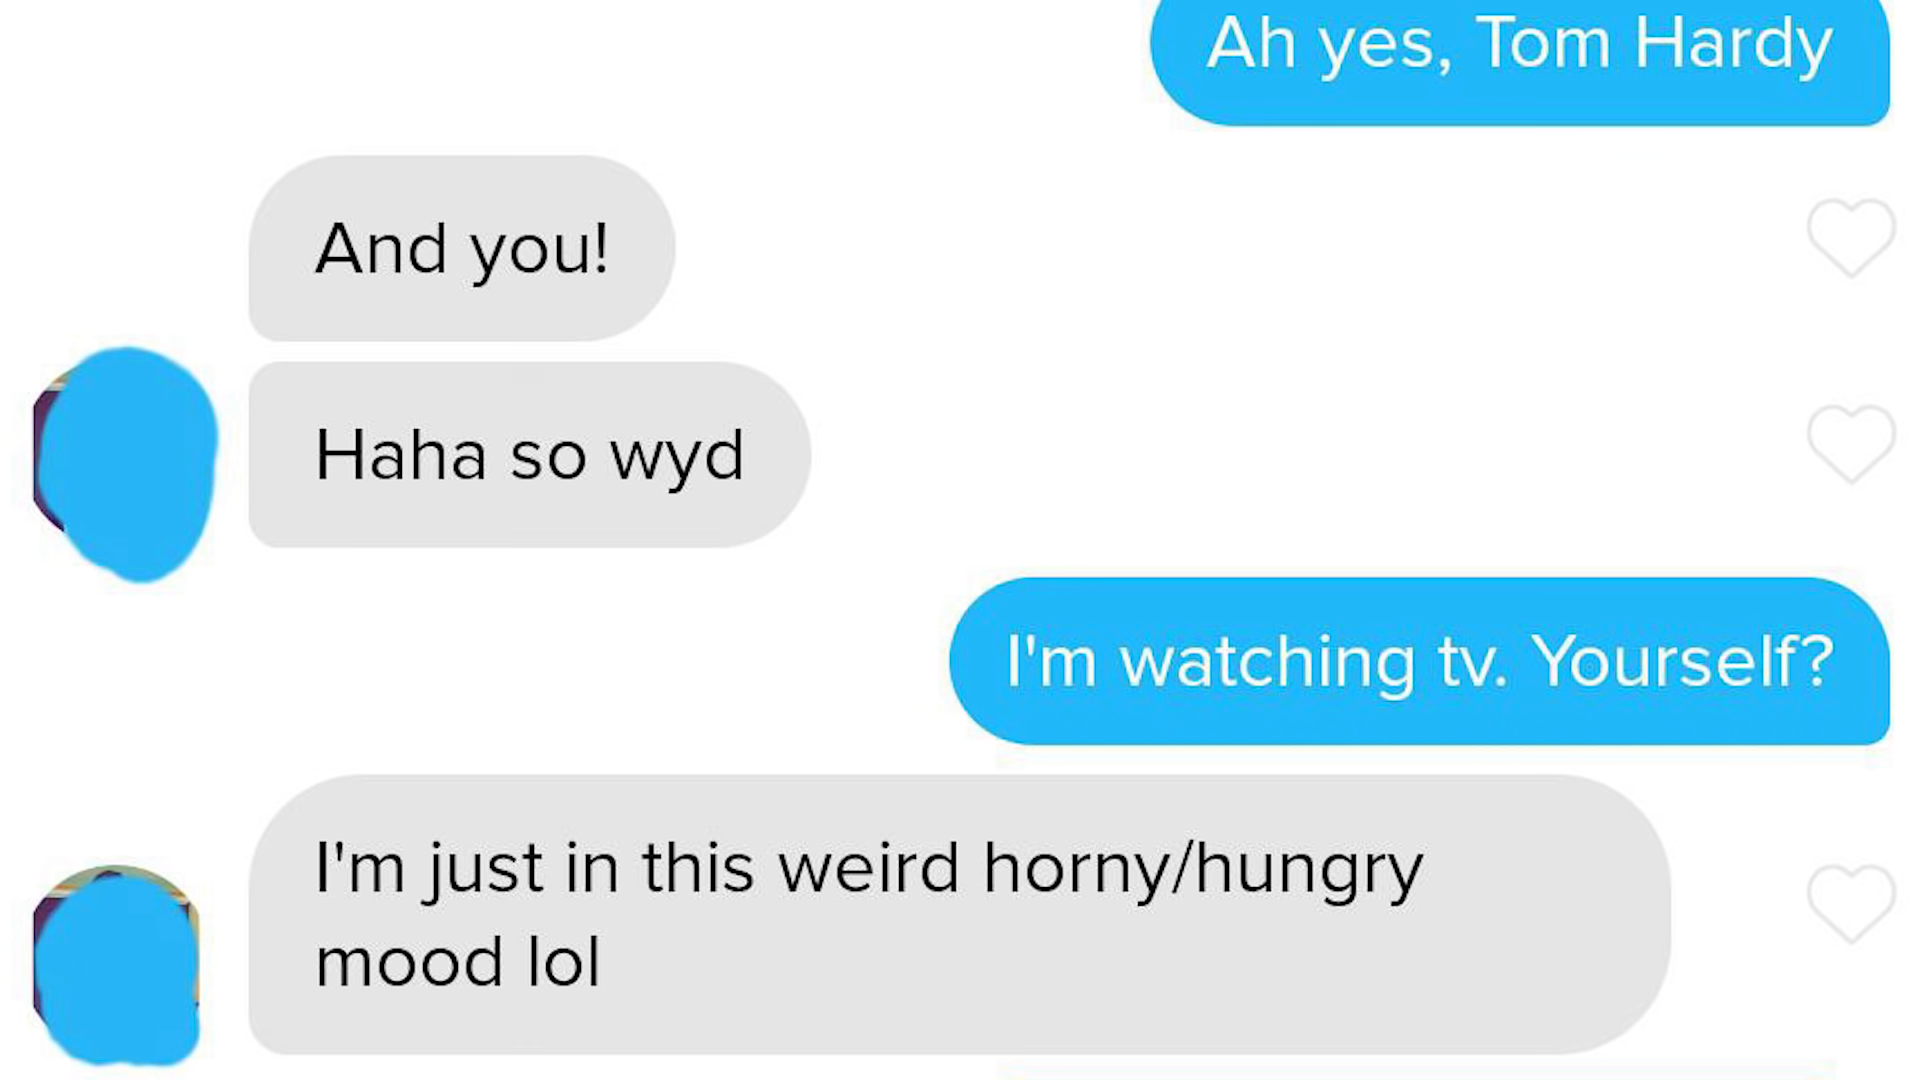 Ah yes, Tom Hardy
And you!
Haha so wyd
I'm watching tv. Yourself?
I'm just in this weird horny/hungry
mood lol